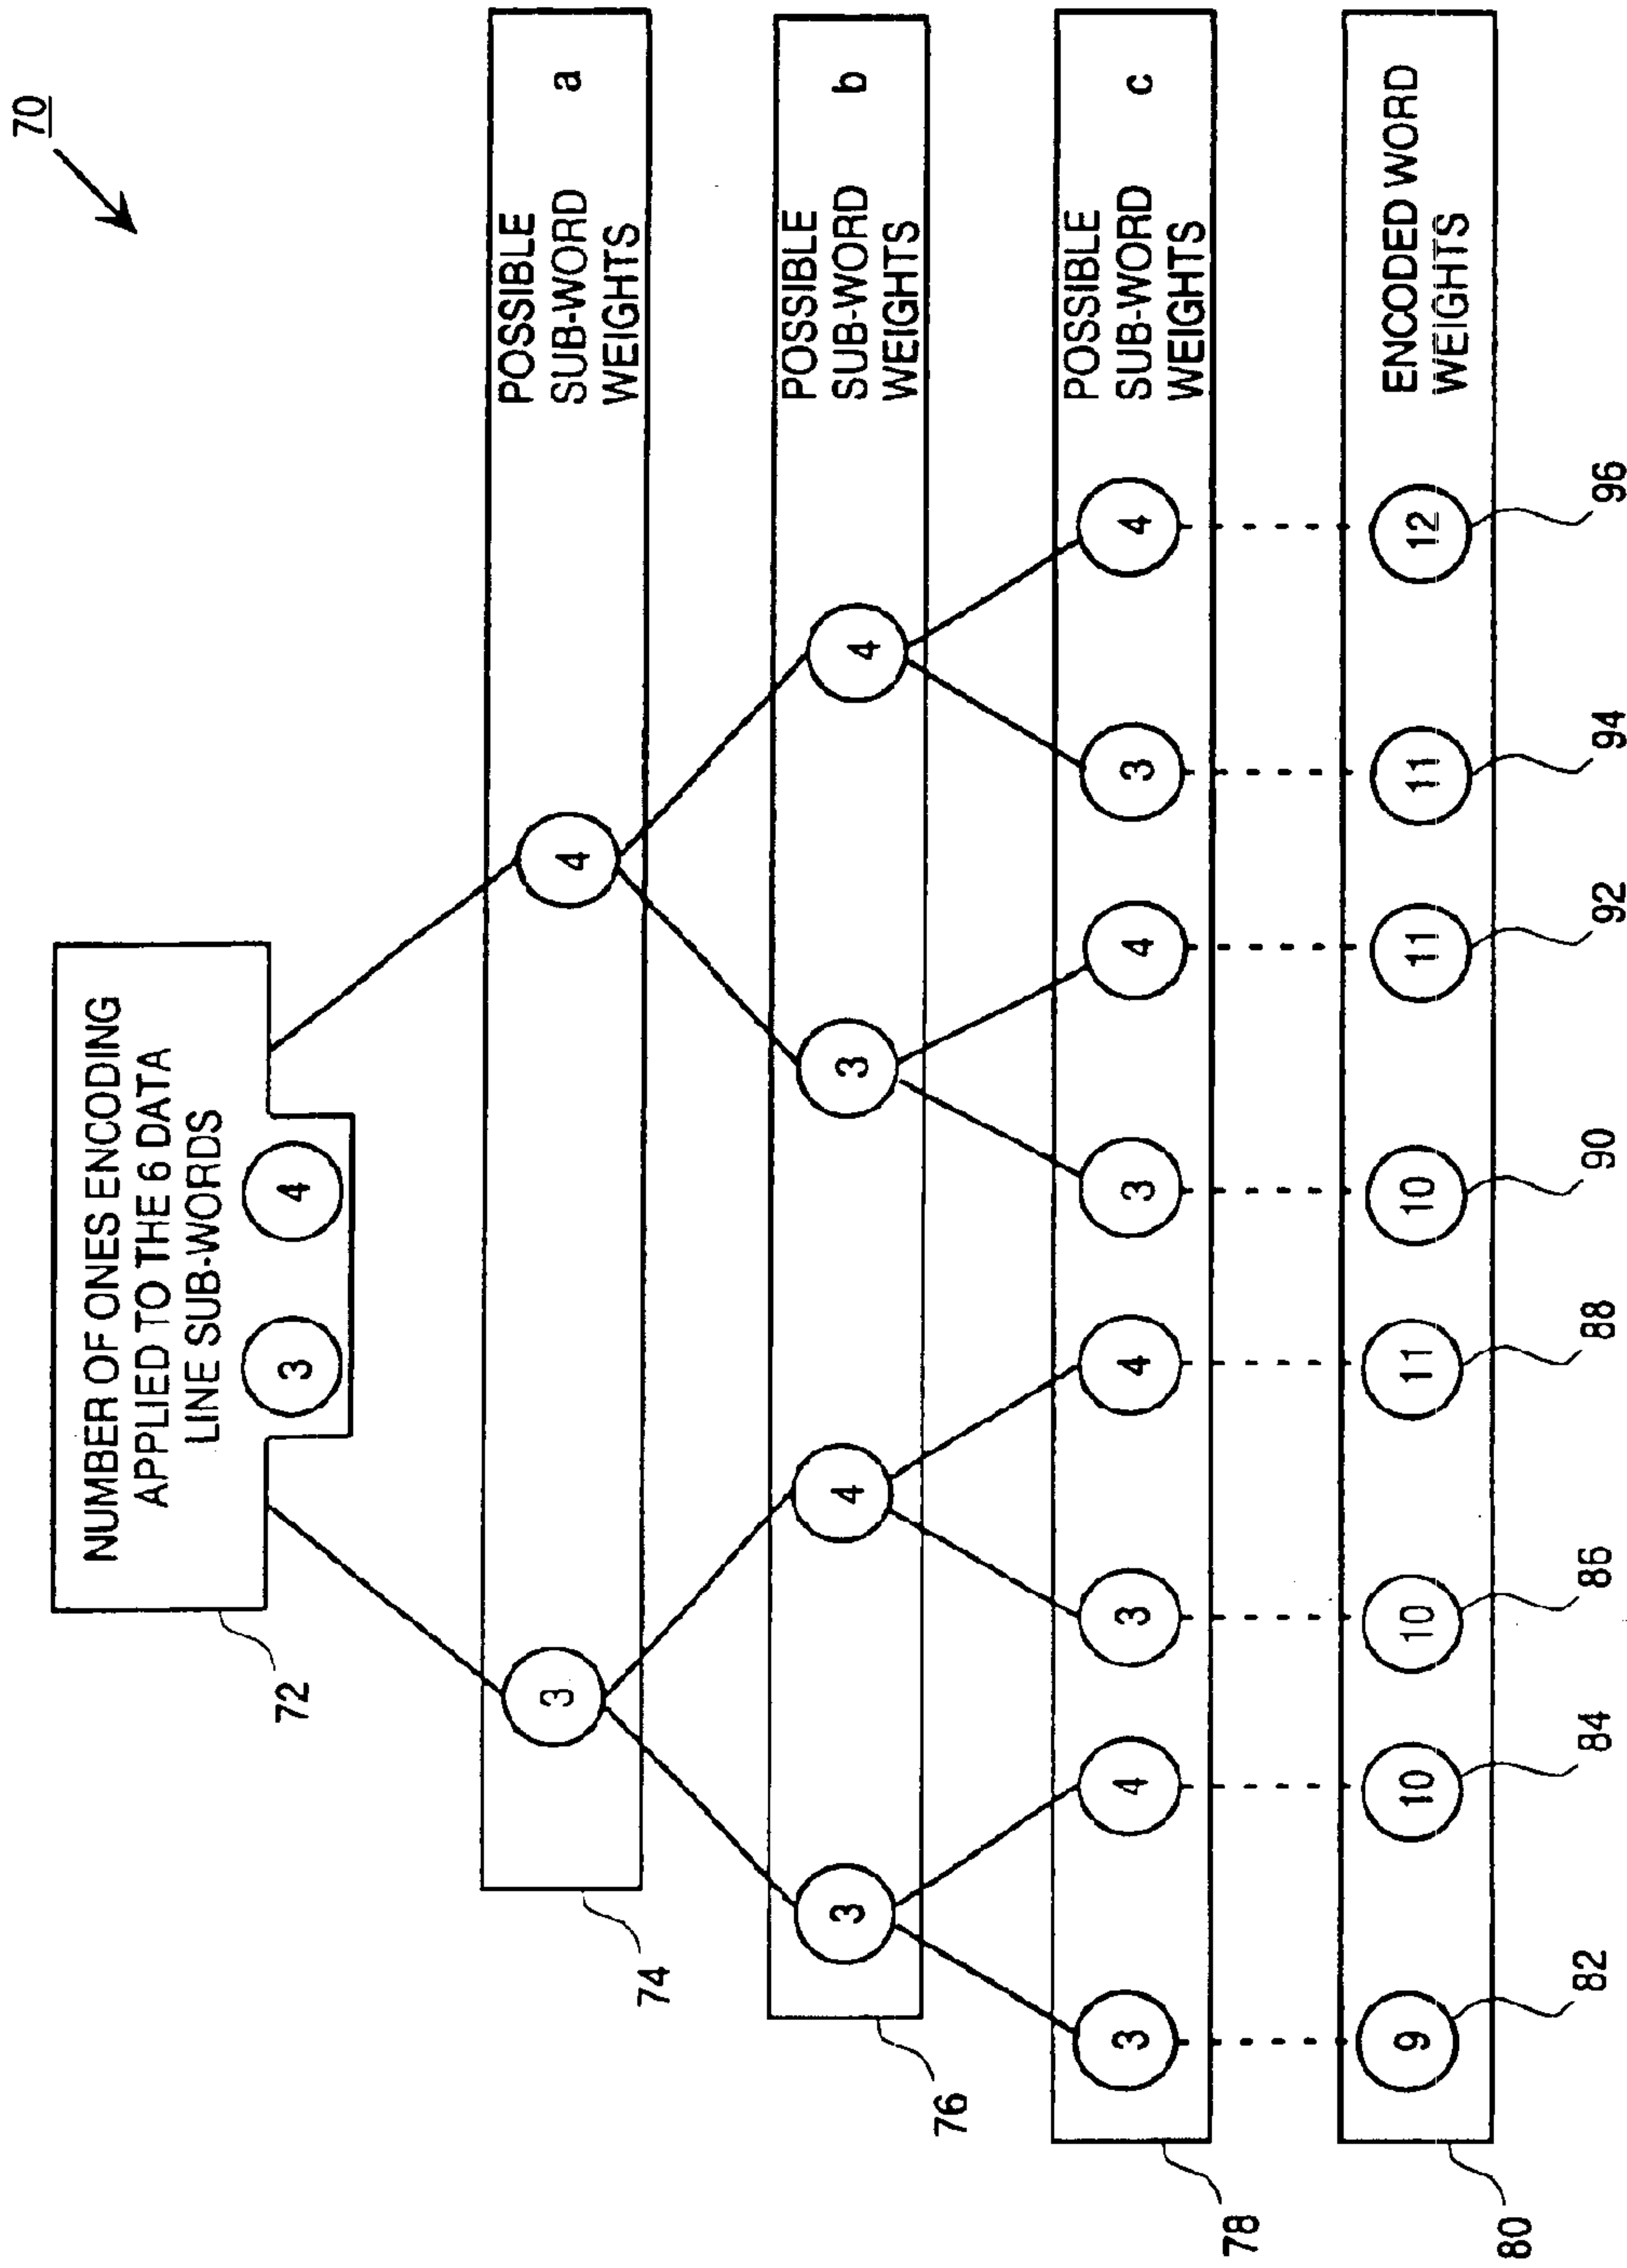 70
NUMBER OF ONES ENCODING
APPLIED TO THE 6 DATA
LINE SUB-WORDS
3 4
72
3 4
POSSIBLE
SUB-WORD
WEIGHTS
a
74
3 4 3 4
POSSIBLE
SUB-WORD
WEIGHTS
b
76
3 4 3 4 3 4 3 4
POSSIBLE
SUB-WORD
WEIGHTS
c
78
9 10 10 11 10 11 11 12
ENCODED WORD
WEIGHTS
80
82 84 86 88 90 92 94 96